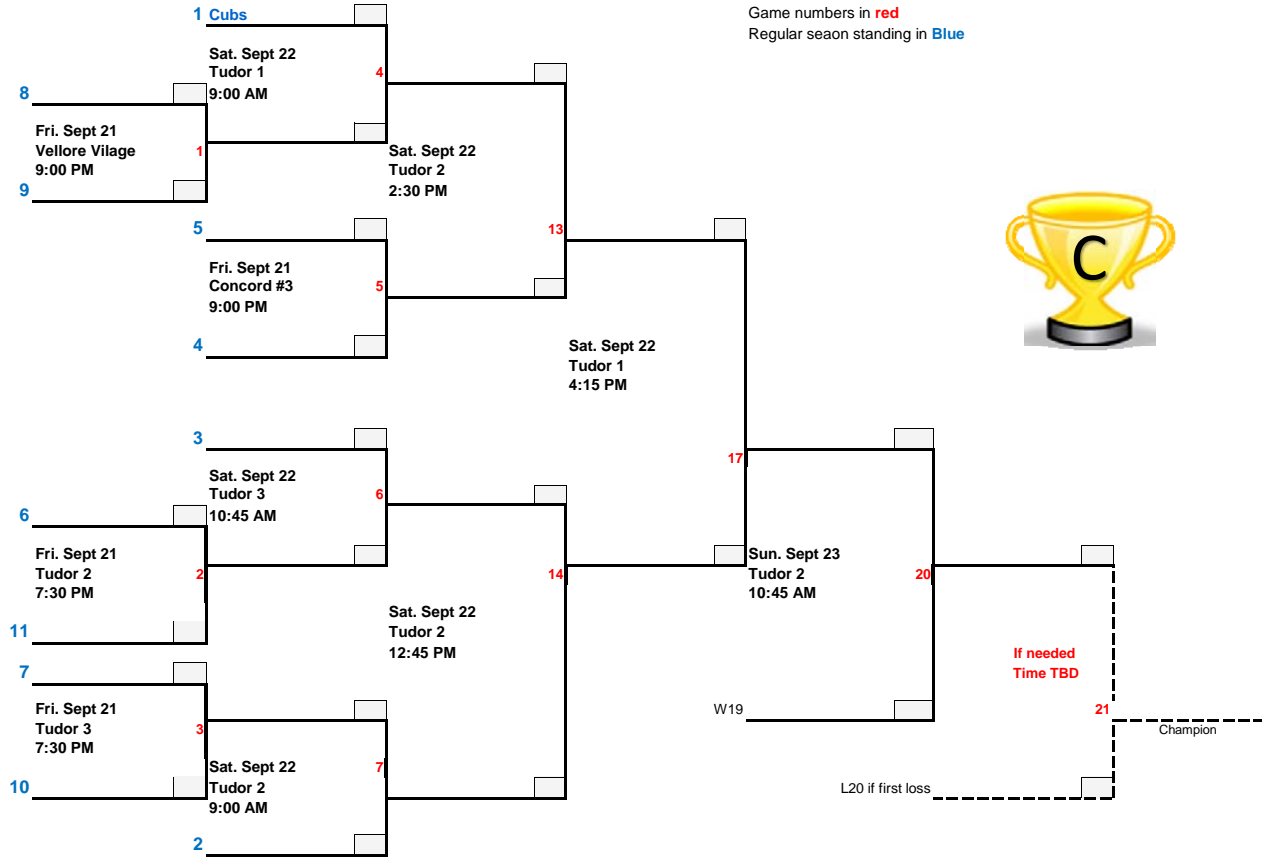 1 Cubs
Game numbers in red
Regular seaon standing in Blue
Sat. Sept 22
Tudor 1
4
9:00 AM
8
Fri. Sept 21
Vellore Vilage
1
9:00 PM
9
Sat. Sept 22
Tudor 2
2:30 PM
5
13
Fri. Sept 21
Concord #3
5
9:00 PM
4
C
Sat. Sept 22
Tudor 1
4:15 PM
3
17
Sat. Sept 22
Tudor 3
6
10:45 AM
6
Fri. Sept 21
Tudor 2
2
7:30 PM
11
14
Sun. Sept 23
Tudor 2
20
10:45 AM
Sat. Sept 22
Tudor 2
12:45 PM
If needed
Time TBD
7
Fri. Sept 21
Tudor 3
3
7:30 PM
10
W19
21
Champion
Sat. Sept 22
7
Tudor 2
9:00 AM
L20 if first loss
2